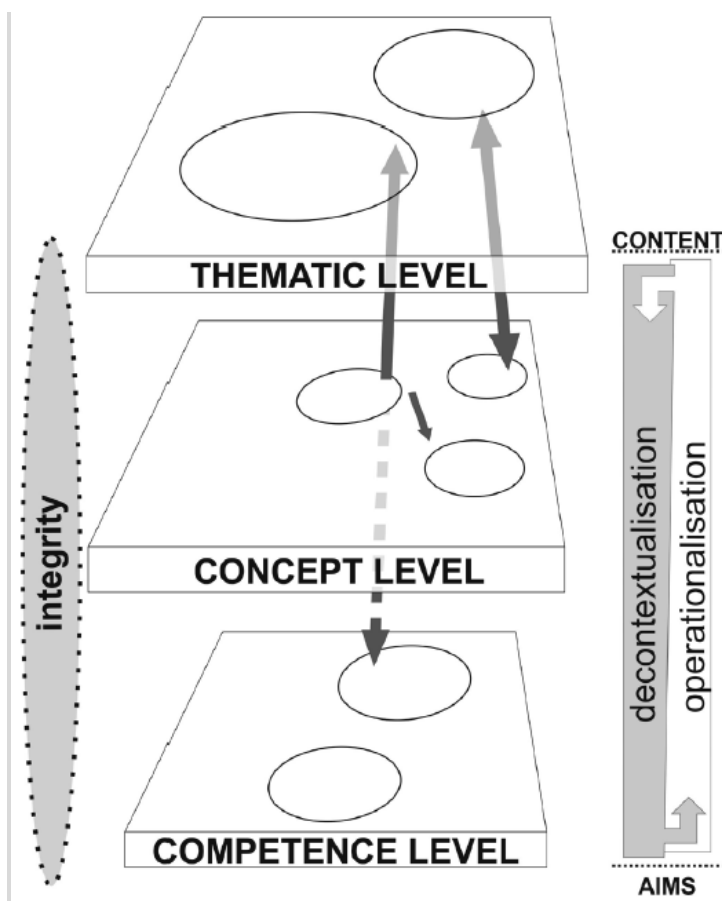 CONTENT
THEMATIC LEVEL
integrity
CONCEPT LEVEL
decontextualisation
operationalisation
COMPETENCE LEVEL
AIMS